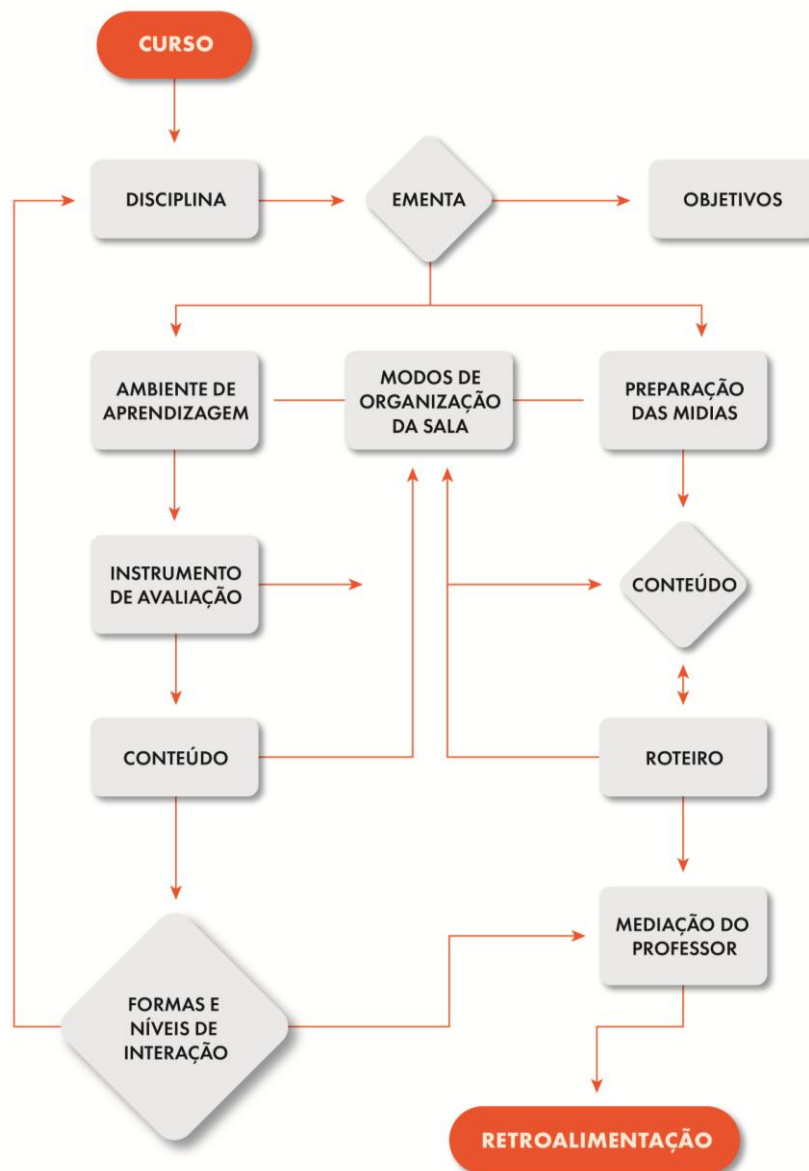 CURSO
DISCIPLINA
EMENTA
OBJETIVOS
AMBIENTE DE
APRENDIZAGEM
MODOS DE
ORGANIZAÇÃO
DA SALA
PREPARAÇÃO
DAS MIDIAS
INSTRUMENTO
DE AVALIAÇÃO
CONTEÚDO
CONTEÚDO
ROTEIRO
FORMAS E
NÍVEIS DE
INTERAÇÃO
MEDIAÇÃO DO
PROFESSOR
RETROALIMENTAÇÃO